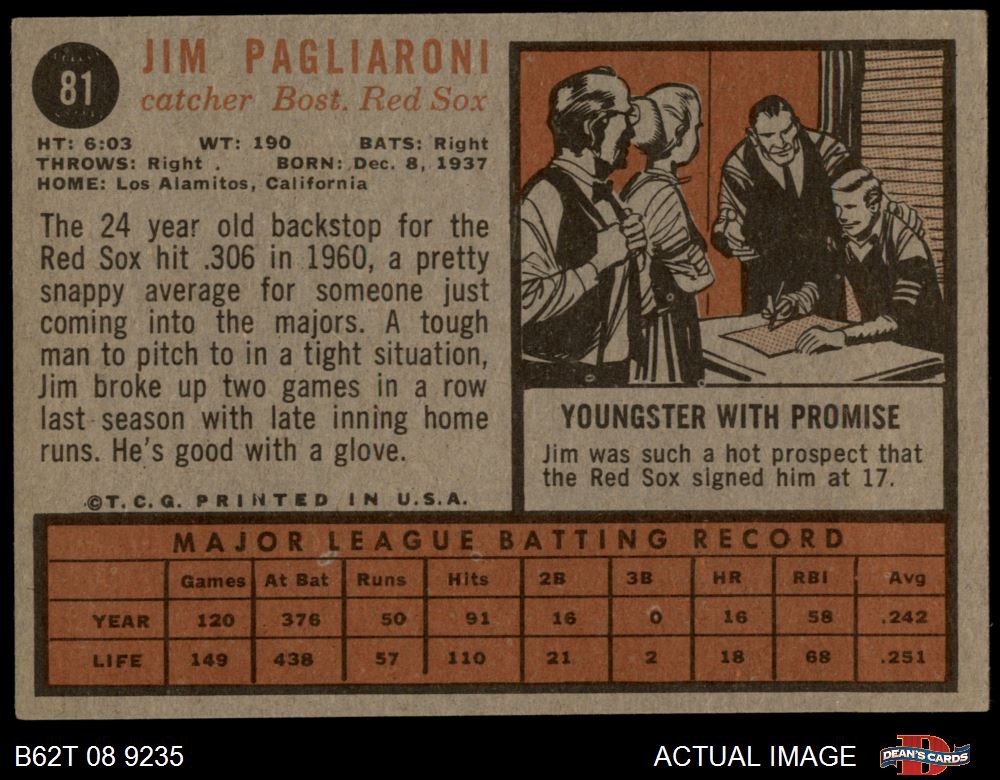 81
JIM PAGLIARONI
catcher Bost. Red Sox
HT: 6:03 WT: 190 BATS: Right
THROWS: Right . BORN: Dec. 8, 1937
HOME: Los Alamitos, California
The 24 year old backstop for the
Red Sox hit .306 in 1960, a pretty
snappy average for someone just
coming into the majors. A tough
man to pitch to in a tight situation,
Jim broke up two games in a row
last season with late inning home
runs. He's good with a glove.
©T.C.G. PRINTED IN U.S.A.
YOUNGSTER WITH PROMISE
Jim was such a hot prospect that
the Red Sox signed him at 17.
MAJOR LEAGUE BATTING RECORD
Games At Bat Runs Hits 2B 3B HR RBI Avg
YEAR 120 376 50 91 16 0 16 58 .242
LIFE 149 438 57 110 21 2 18 68 .251
B62T 08 9235 ACTUAL IMAGE DEAN'S CARDS